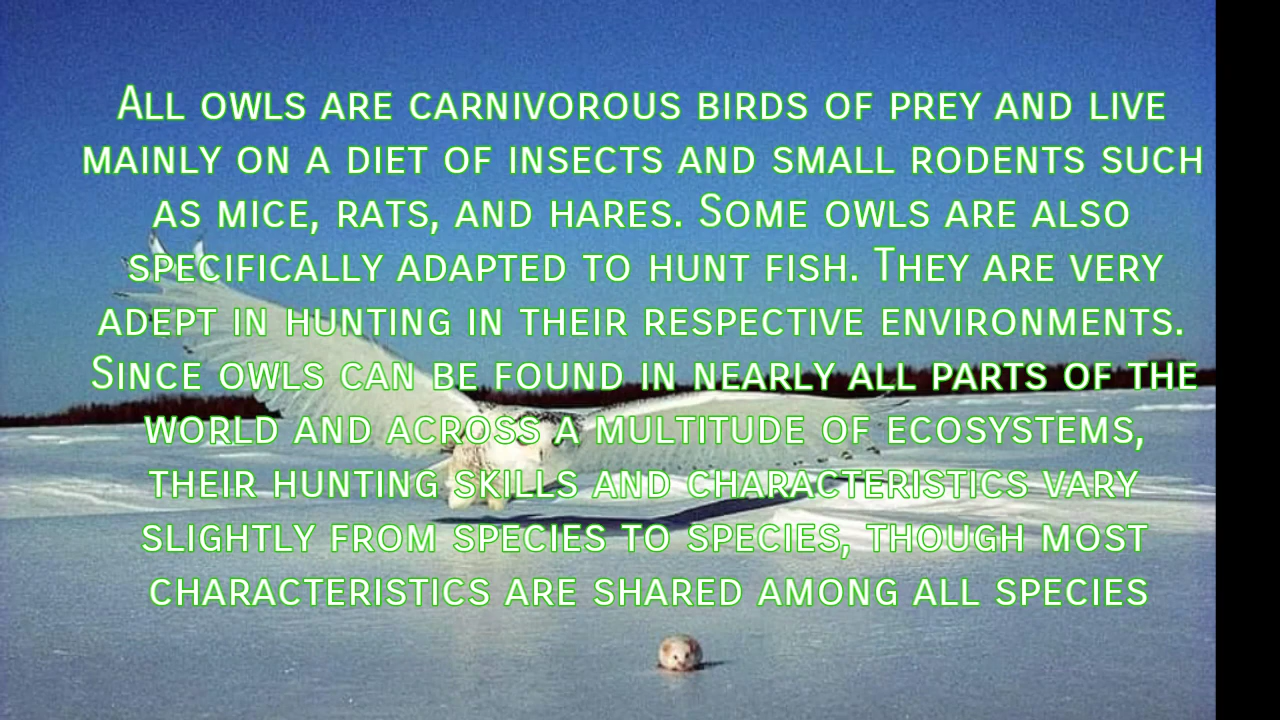 All owls are carnivorous birds of prey and live
mainly on a diet of insects and small rodents such
as mice, rats, and hares. Some owls are also
specifically adapted to hunt fish. They are very
adept in hunting in their respective environments.
Since owls can be found in nearly all parts of the
world and across a multitude of ecosystems,
their hunting skills and characteristics vary
slightly from species to species, though most
characteristics are shared among all species